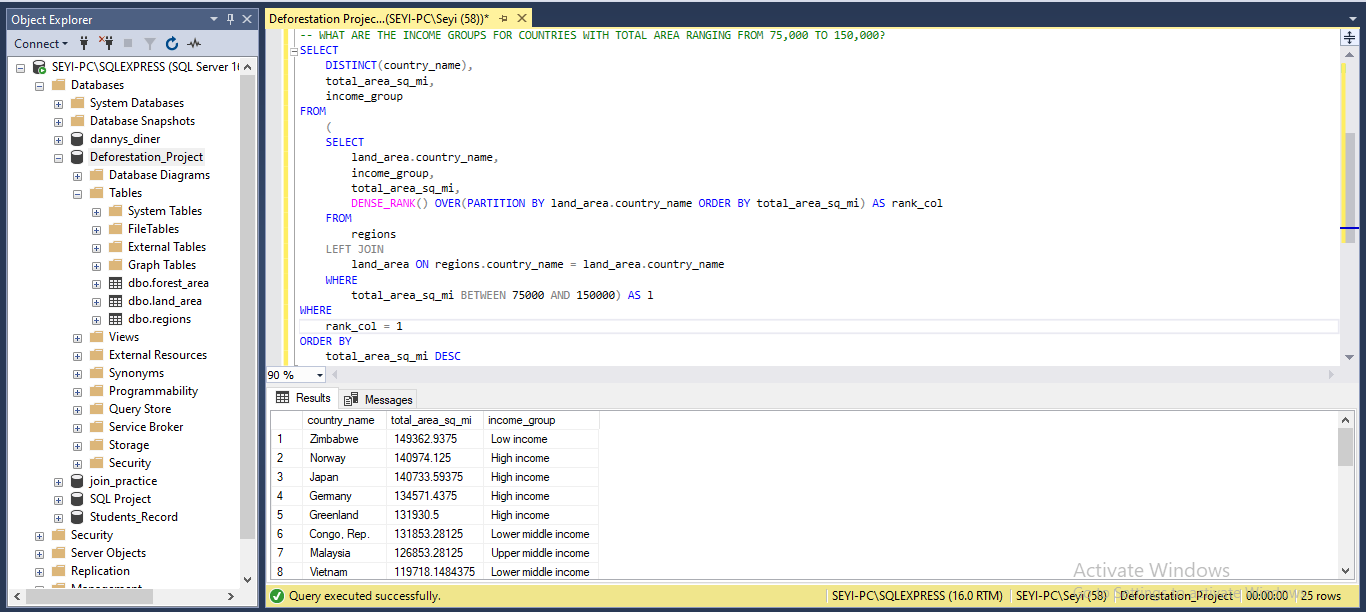 Object Explorer
Connect
SEYI-PC\SQLEXPRESS (SQL Server 16
Databases
System Databases
Database Snapshots
dannys_diner
Deforestation_Project
Database Diagrams
Tables
System Tables
FileTables
External Tables
Graph Tables
dbo.forest_area
dbo.land_area
dbo.regions
Views
External Resources
Synonyms
Programmability
Query Store
Service Broker
Storage
Security
join_practice
SQL Project
Students_Record
Security
Server Objects
Replication
Management
Deforestation Projec...(SEYI-PC\Seyi (58))*
-- WHAT ARE THE INCOME GROUPS FOR COUNTRIES WITH TOTAL AREA RANGING FROM 75,000 TO 150,000?
SELECT
DISTINCT(country_name),
total_area_sq_mi,
income_group
FROM
(
SELECT
land_area.country_name,
income_group,
total_area_sq_mi,
DENSE_RANK() OVER(PARTITION BY land_area.country_name ORDER BY total_area_sq_mi) AS rank_col
FROM
regions
LEFT JOIN
land_area ON regions.country_name = land_area.country_name
WHERE
total_area_sq_mi BETWEEN 75000 AND 150000) AS l
WHERE
rank_col = 1
ORDER BY
total_area_sq_mi DESC
90 %
Results Messages
country_name total_area_sq_mi income_group
1 Zimbabwe 149362.9375 Low income
2 Norway 140974.125 High income
3 Japan 140733.59375 High income
4 Germany 134571.4375 High income
5 Greenland 131930.5 High income
6 Congo, Rep. 131853.28125 Lower middle income
7 Malaysia 126853.28125 Upper middle income
8 Vietnam 119718.1484375 Lower middle income
Activate Windows
Go to Settings to activate Windows.
Query executed successfully. SEYI-PC\SQLEXPRESS (16.0 RTM) SEYI-PC\Seyi (58) Deforestation_Project 00:00:00 25 rows